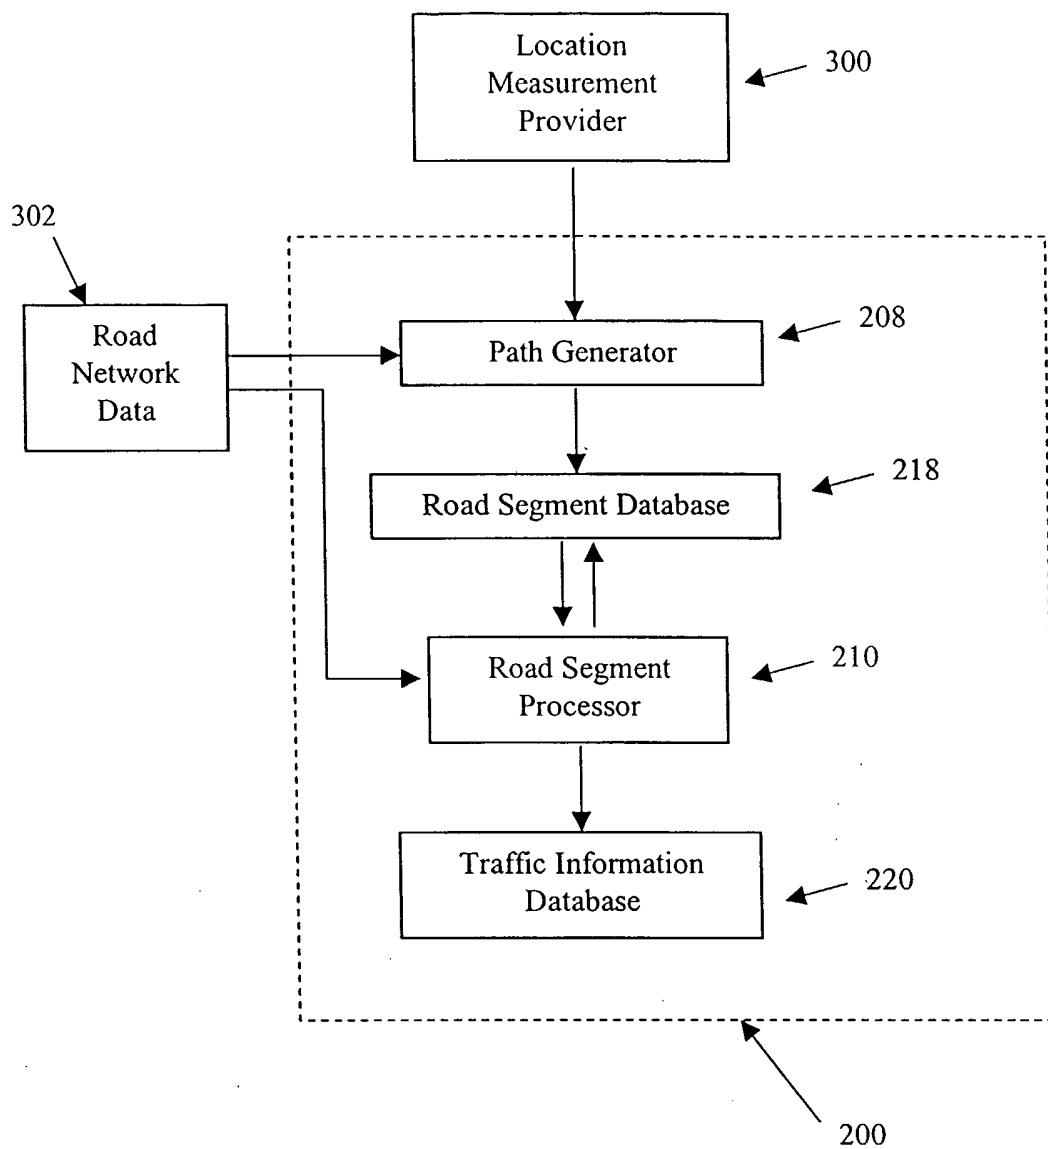 Location
Measurement
Provider
300
302
Road
Network
Data
Path Generator
208
Road Segment Database
218
Road Segment
Processor
210
Traffic Information
Database
220
200